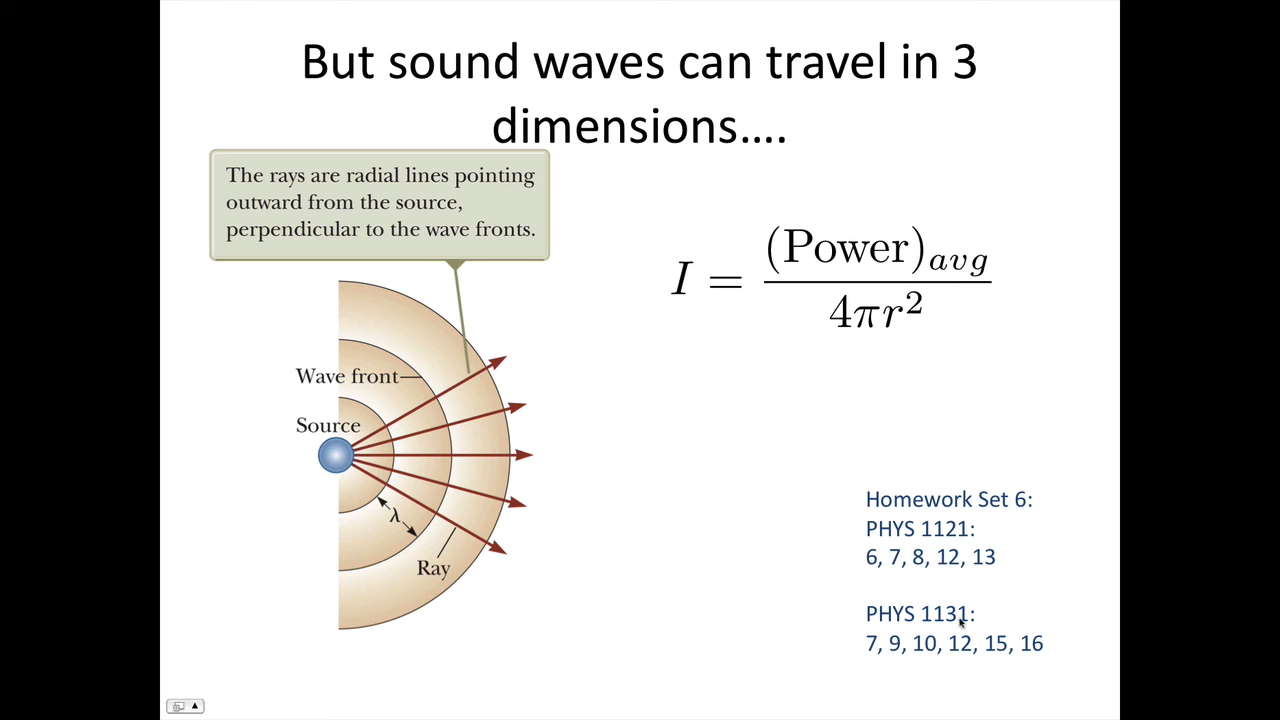 But sound waves can travel in 3
dimensions….
The rays are radial lines pointing
outward from the source,
perpendicular to the wave fronts.
I = (Power)avg / 4πr²
Wave front
Source
λ
Ray
Homework Set 6:
PHYS 1121:
6, 7, 8, 12, 13
PHYS 1131:
7, 9, 10, 12, 15, 16